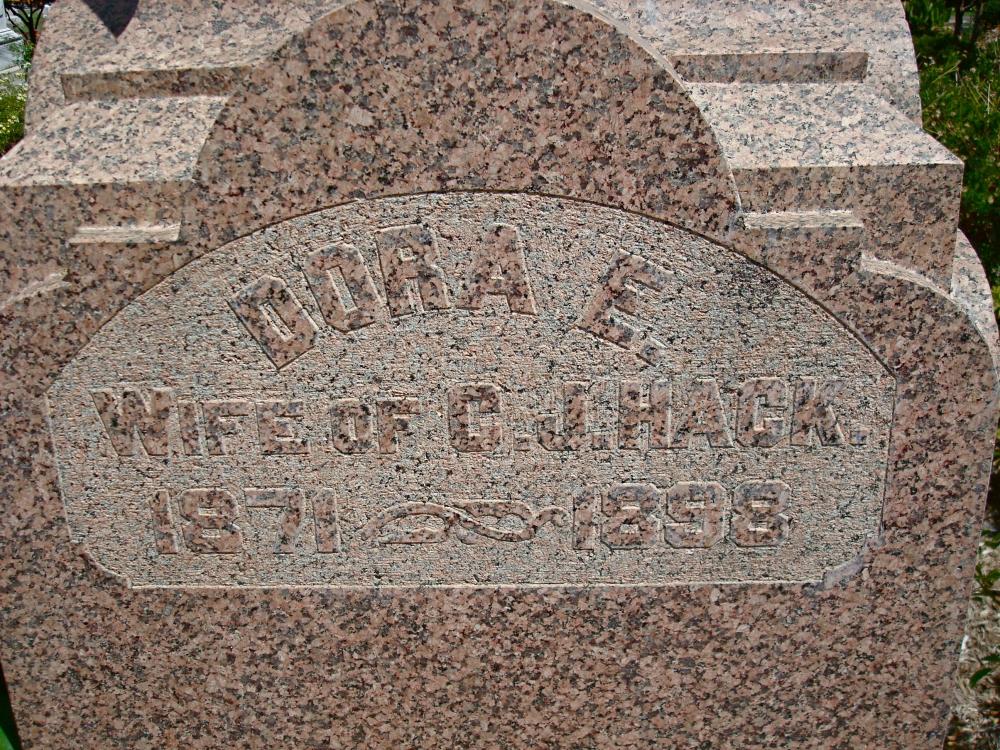 DORA E.
WIFE OF C. J. HACK.
1871 1898